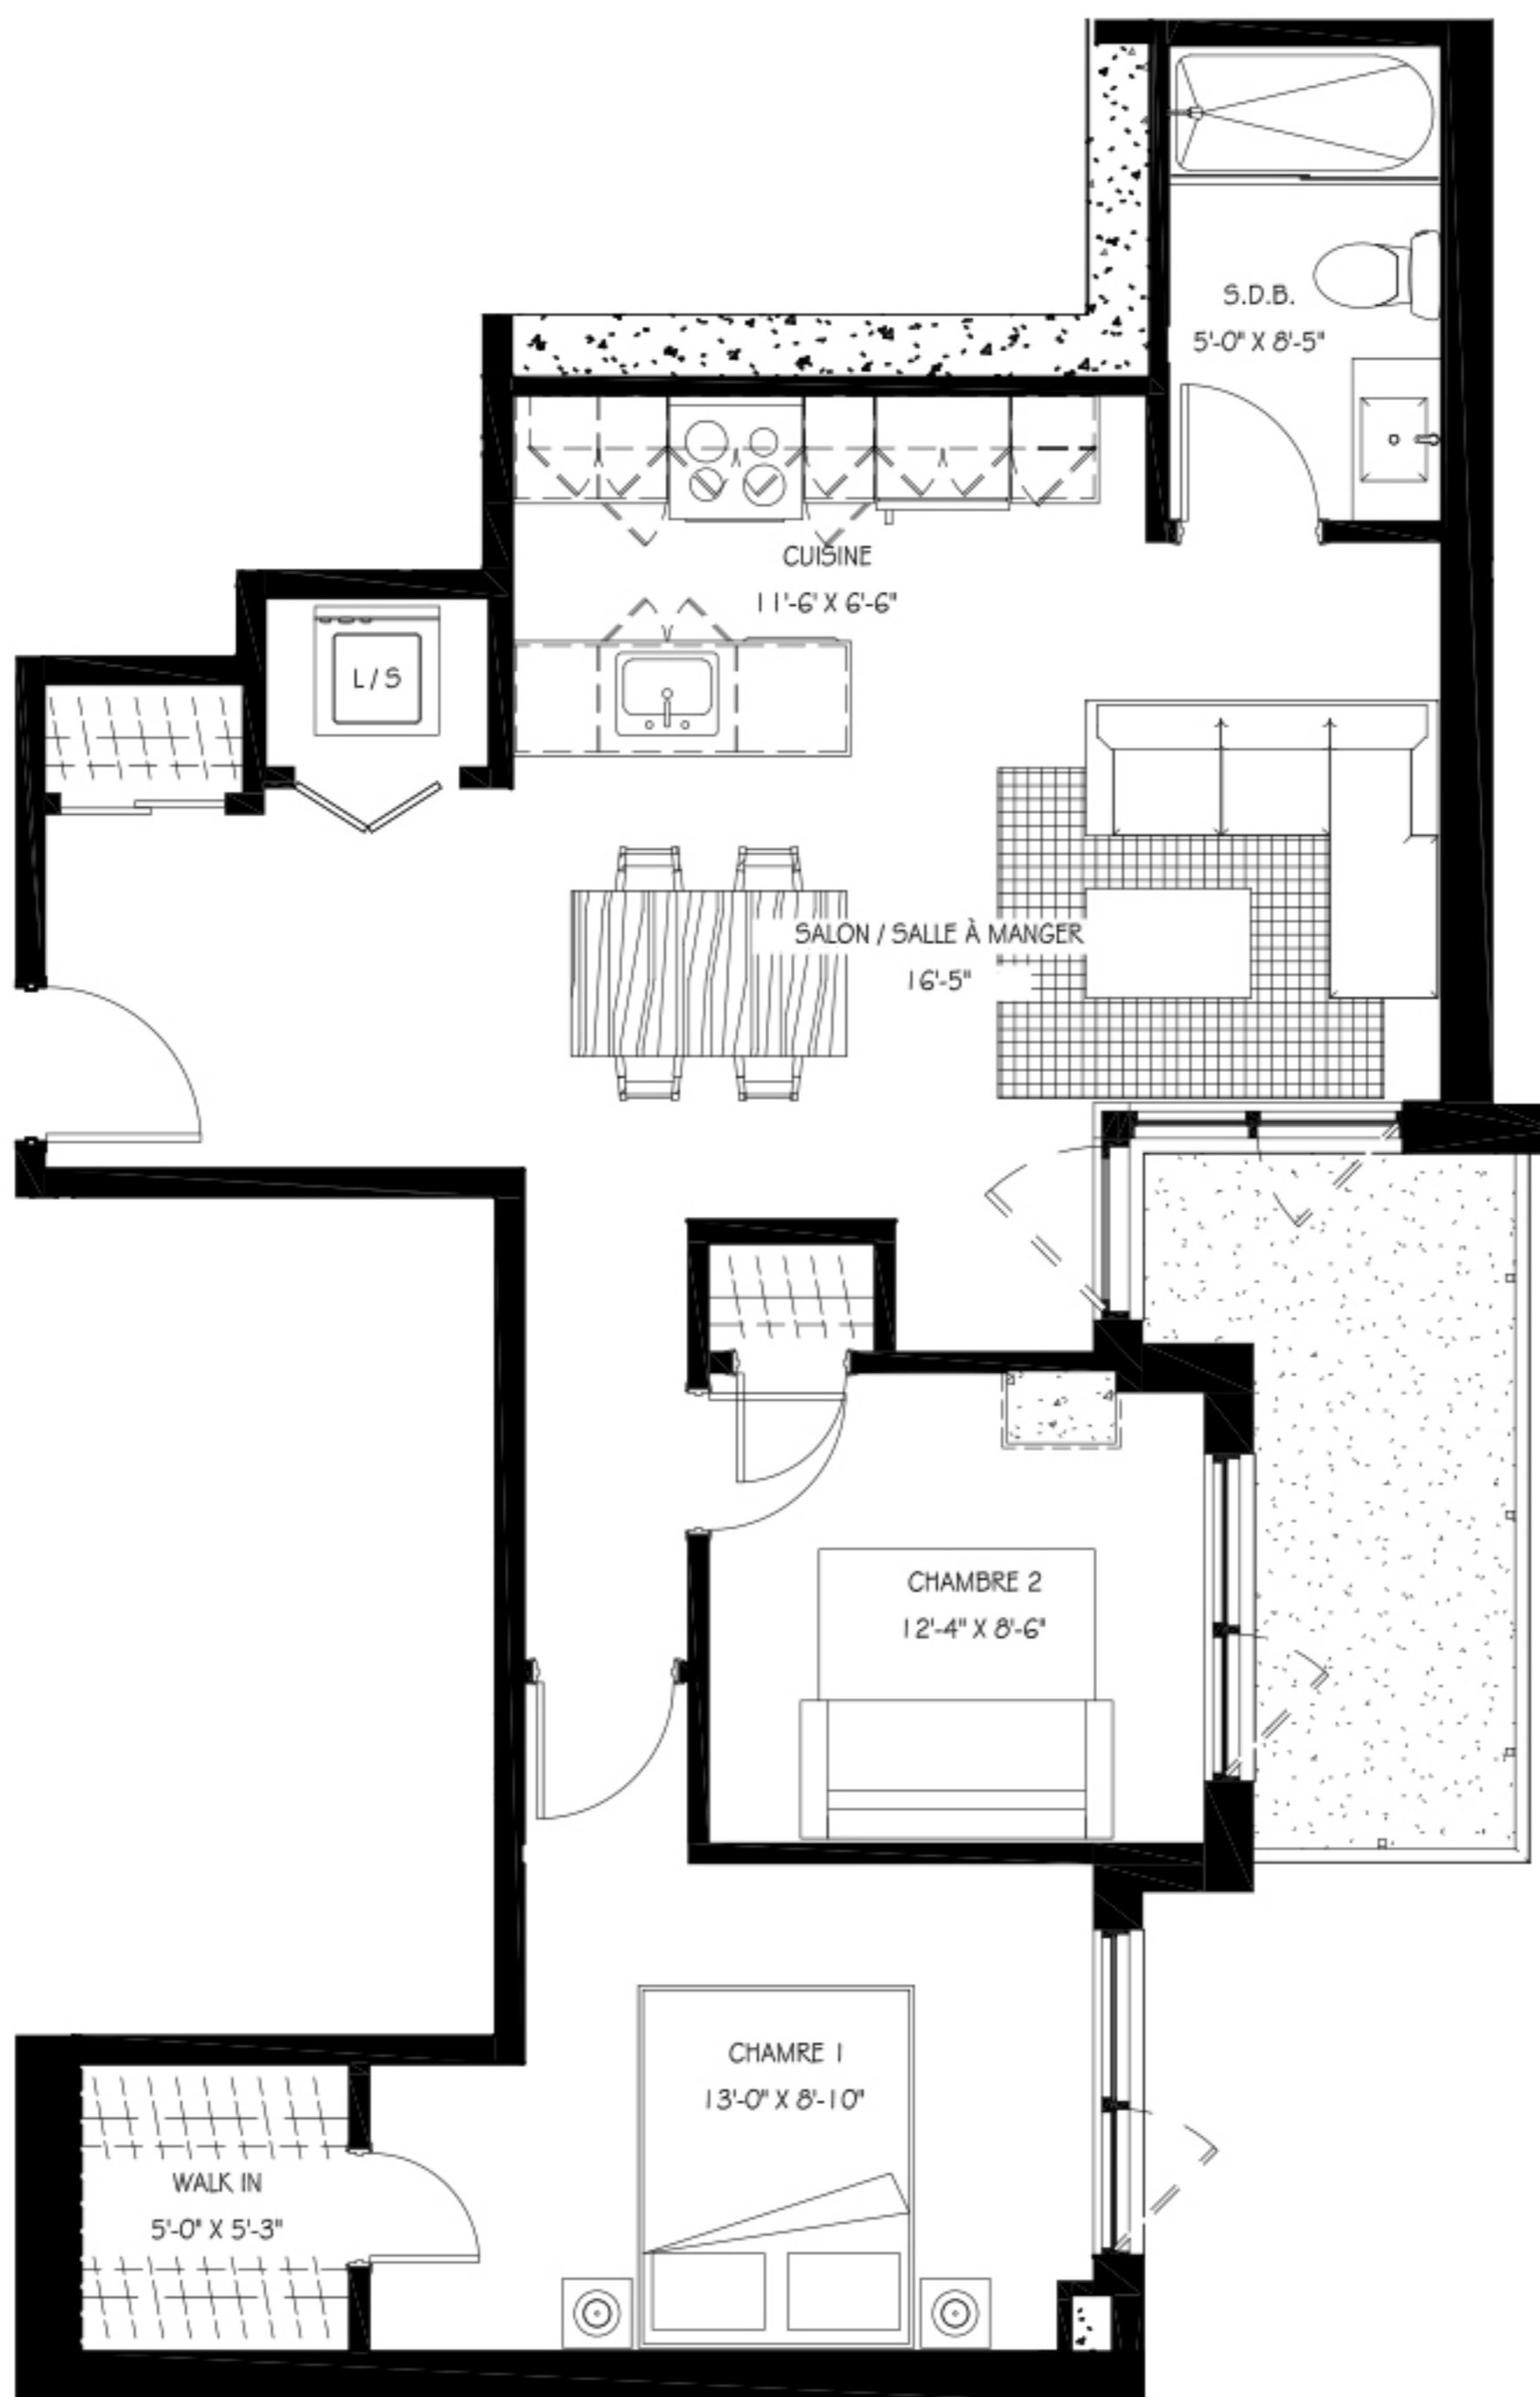 S.D.B.
5'-0" X 8'-5"
CUISINE
11'-6' X 6'-6"
L / S
SALON / SALLE À MANGER
16'-5"
CHAMBRE 2
12'-4" X 8'-6"
CHAMRE 1
13'-0" X 8'-10"
WALK IN
5'-0" X 5'-3"